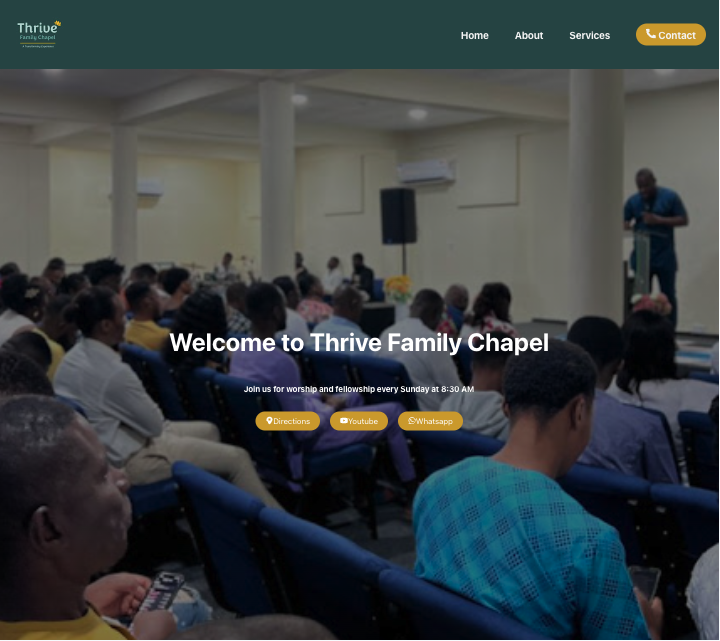 Thrive
Family Chapel
Home
About
Services
Contact
Welcome to Thrive Family Chapel
Join us for worship and fellowship every Sunday at 8:30 AM
Directions
Youtube
Whatsapp